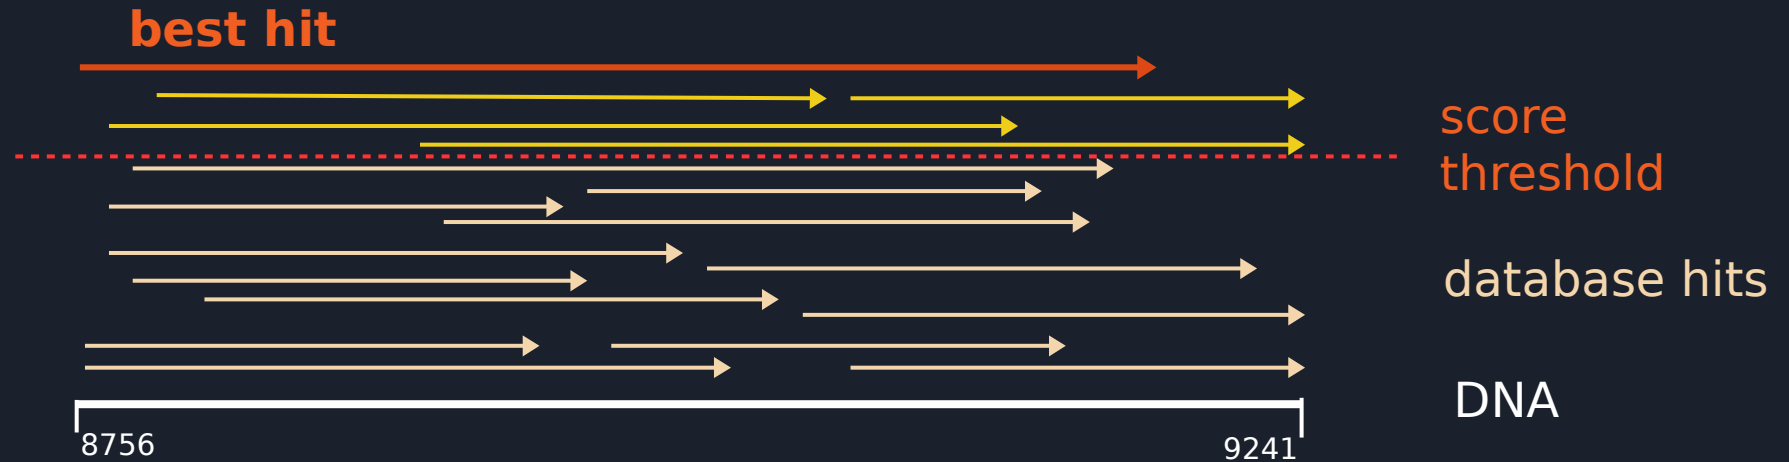 best hit
score
threshold
database hits
DNA
8756
9241